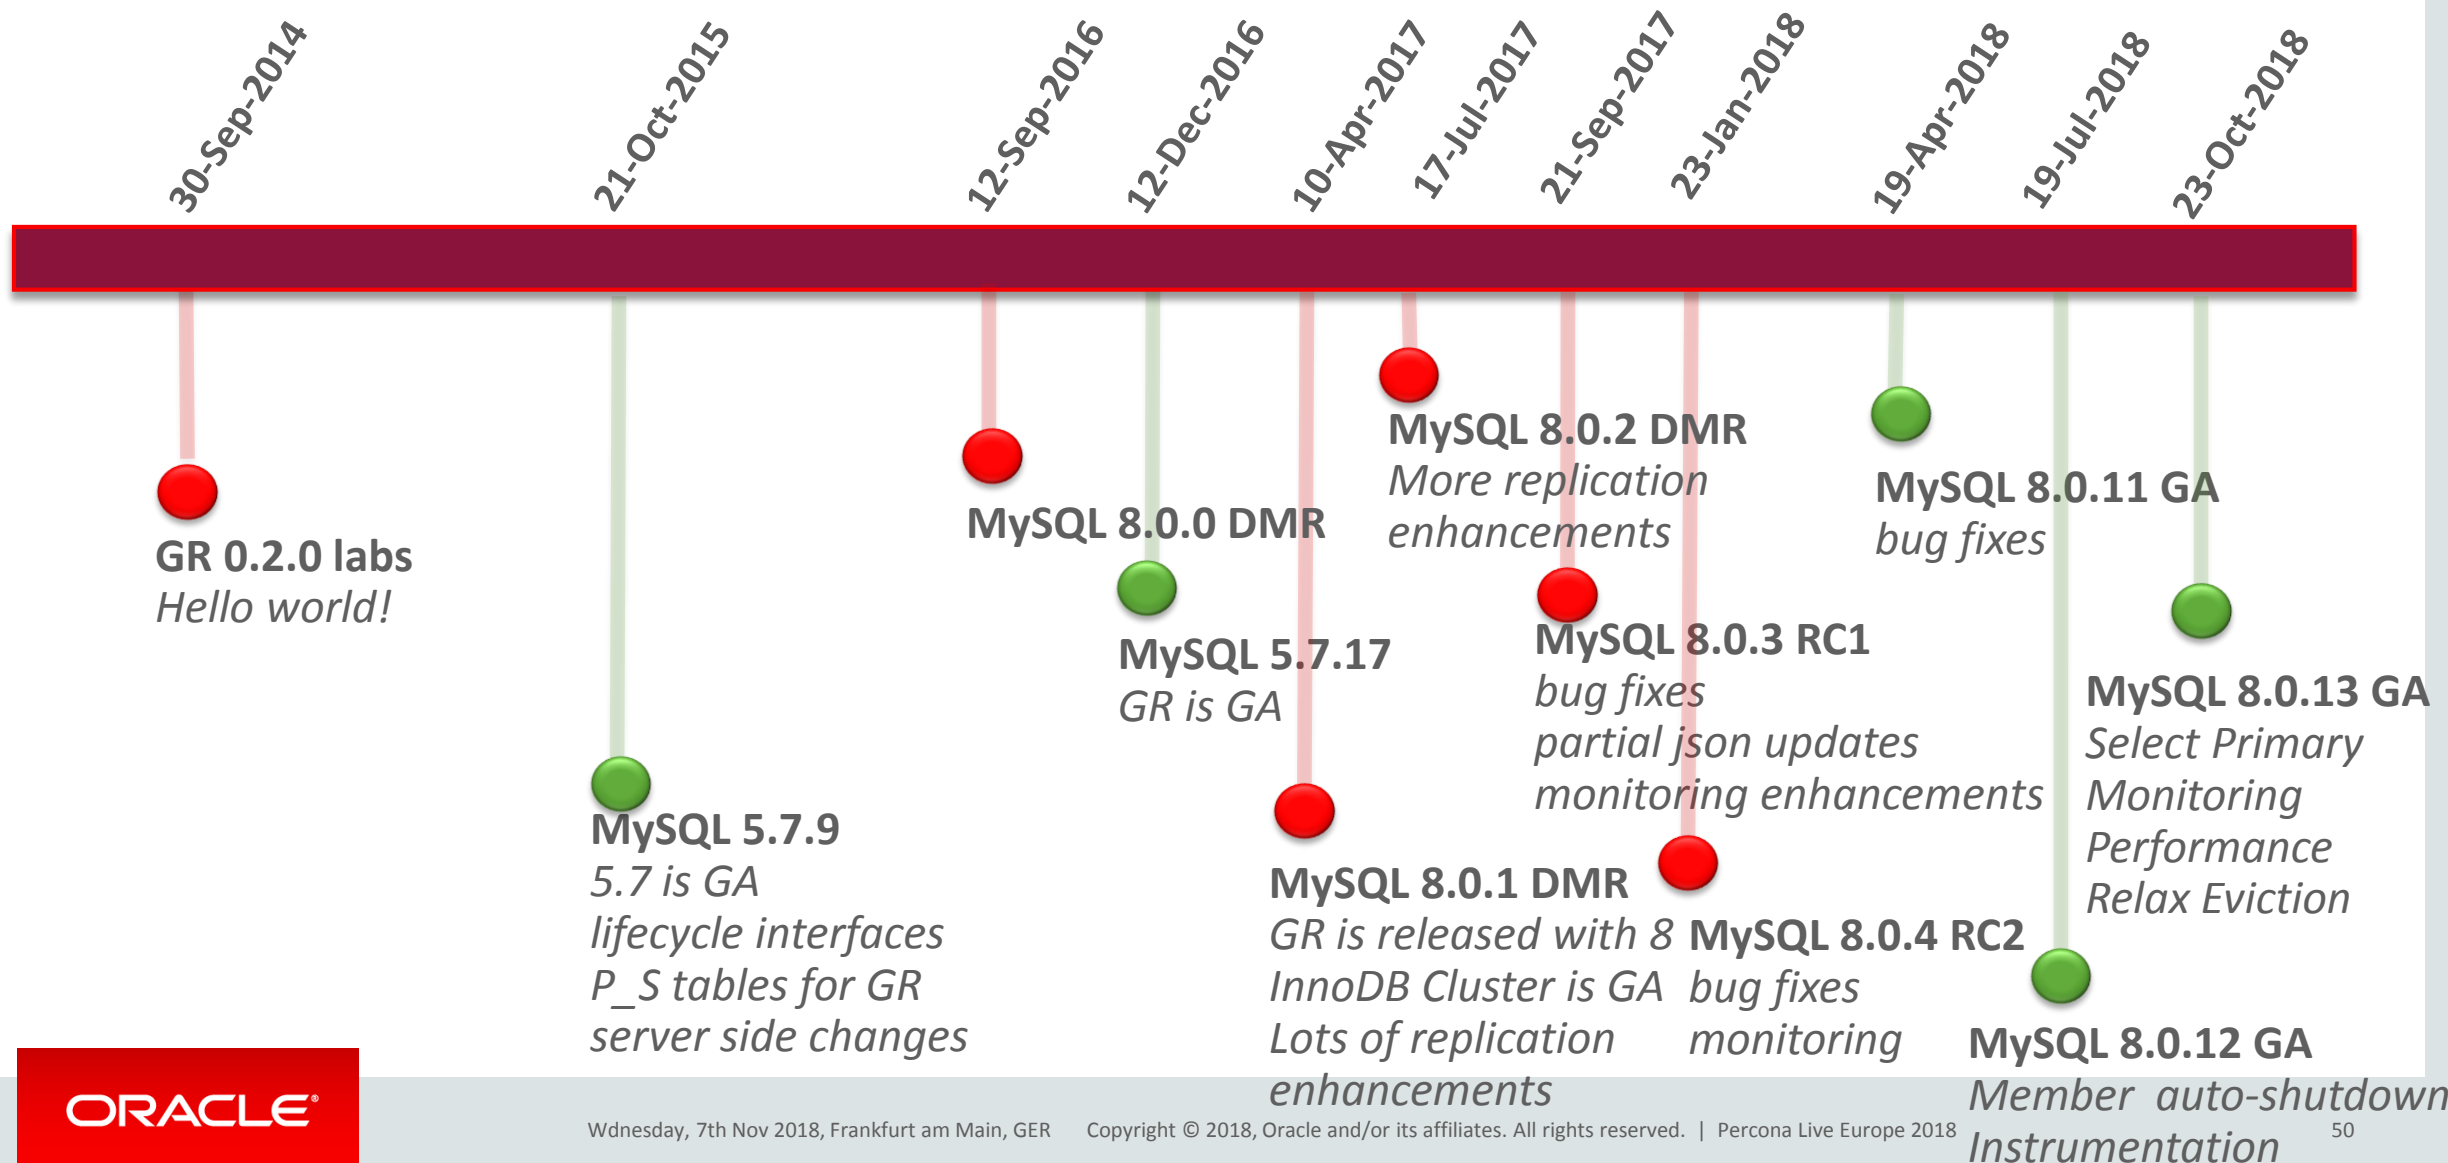 30-Sep-2014
21-Oct-2015
12-Sep-2016
12-Dec-2016
10-Apr-2017
17-Jul-2017
21-Sep-2017
23-Jan-2018
19-Apr-2018
19-Jul-2018
23-Oct-2018
GR 0.2.0 labs
Hello world!
MySQL 5.7.9
5.7 is GA
lifecycle interfaces
P_S tables for GR
server side changes
MySQL 8.0.0 DMR
MySQL 5.7.17
GR is GA
MySQL 8.0.1 DMR
GR is released with 8
InnoDB Cluster is GA
Lots of replication
enhancements
MySQL 8.0.2 DMR
More replication
enhancements
MySQL 8.0.3 RC1
bug fixes
partial json updates
monitoring enhancements
MySQL 8.0.4 RC2
bug fixes
monitoring
MySQL 8.0.11 GA
bug fixes
MySQL 8.0.12 GA
Member auto-shutdown
Instrumentation
MySQL 8.0.13 GA
Select Primary
Monitoring
Performance
Relax Eviction
ORACLE®
Wdnesday, 7th Nov 2018, Frankfurt am Main, GER
Copyright © 2018, Oracle and/or its affiliates. All rights reserved. | Percona Live Europe 2018
50